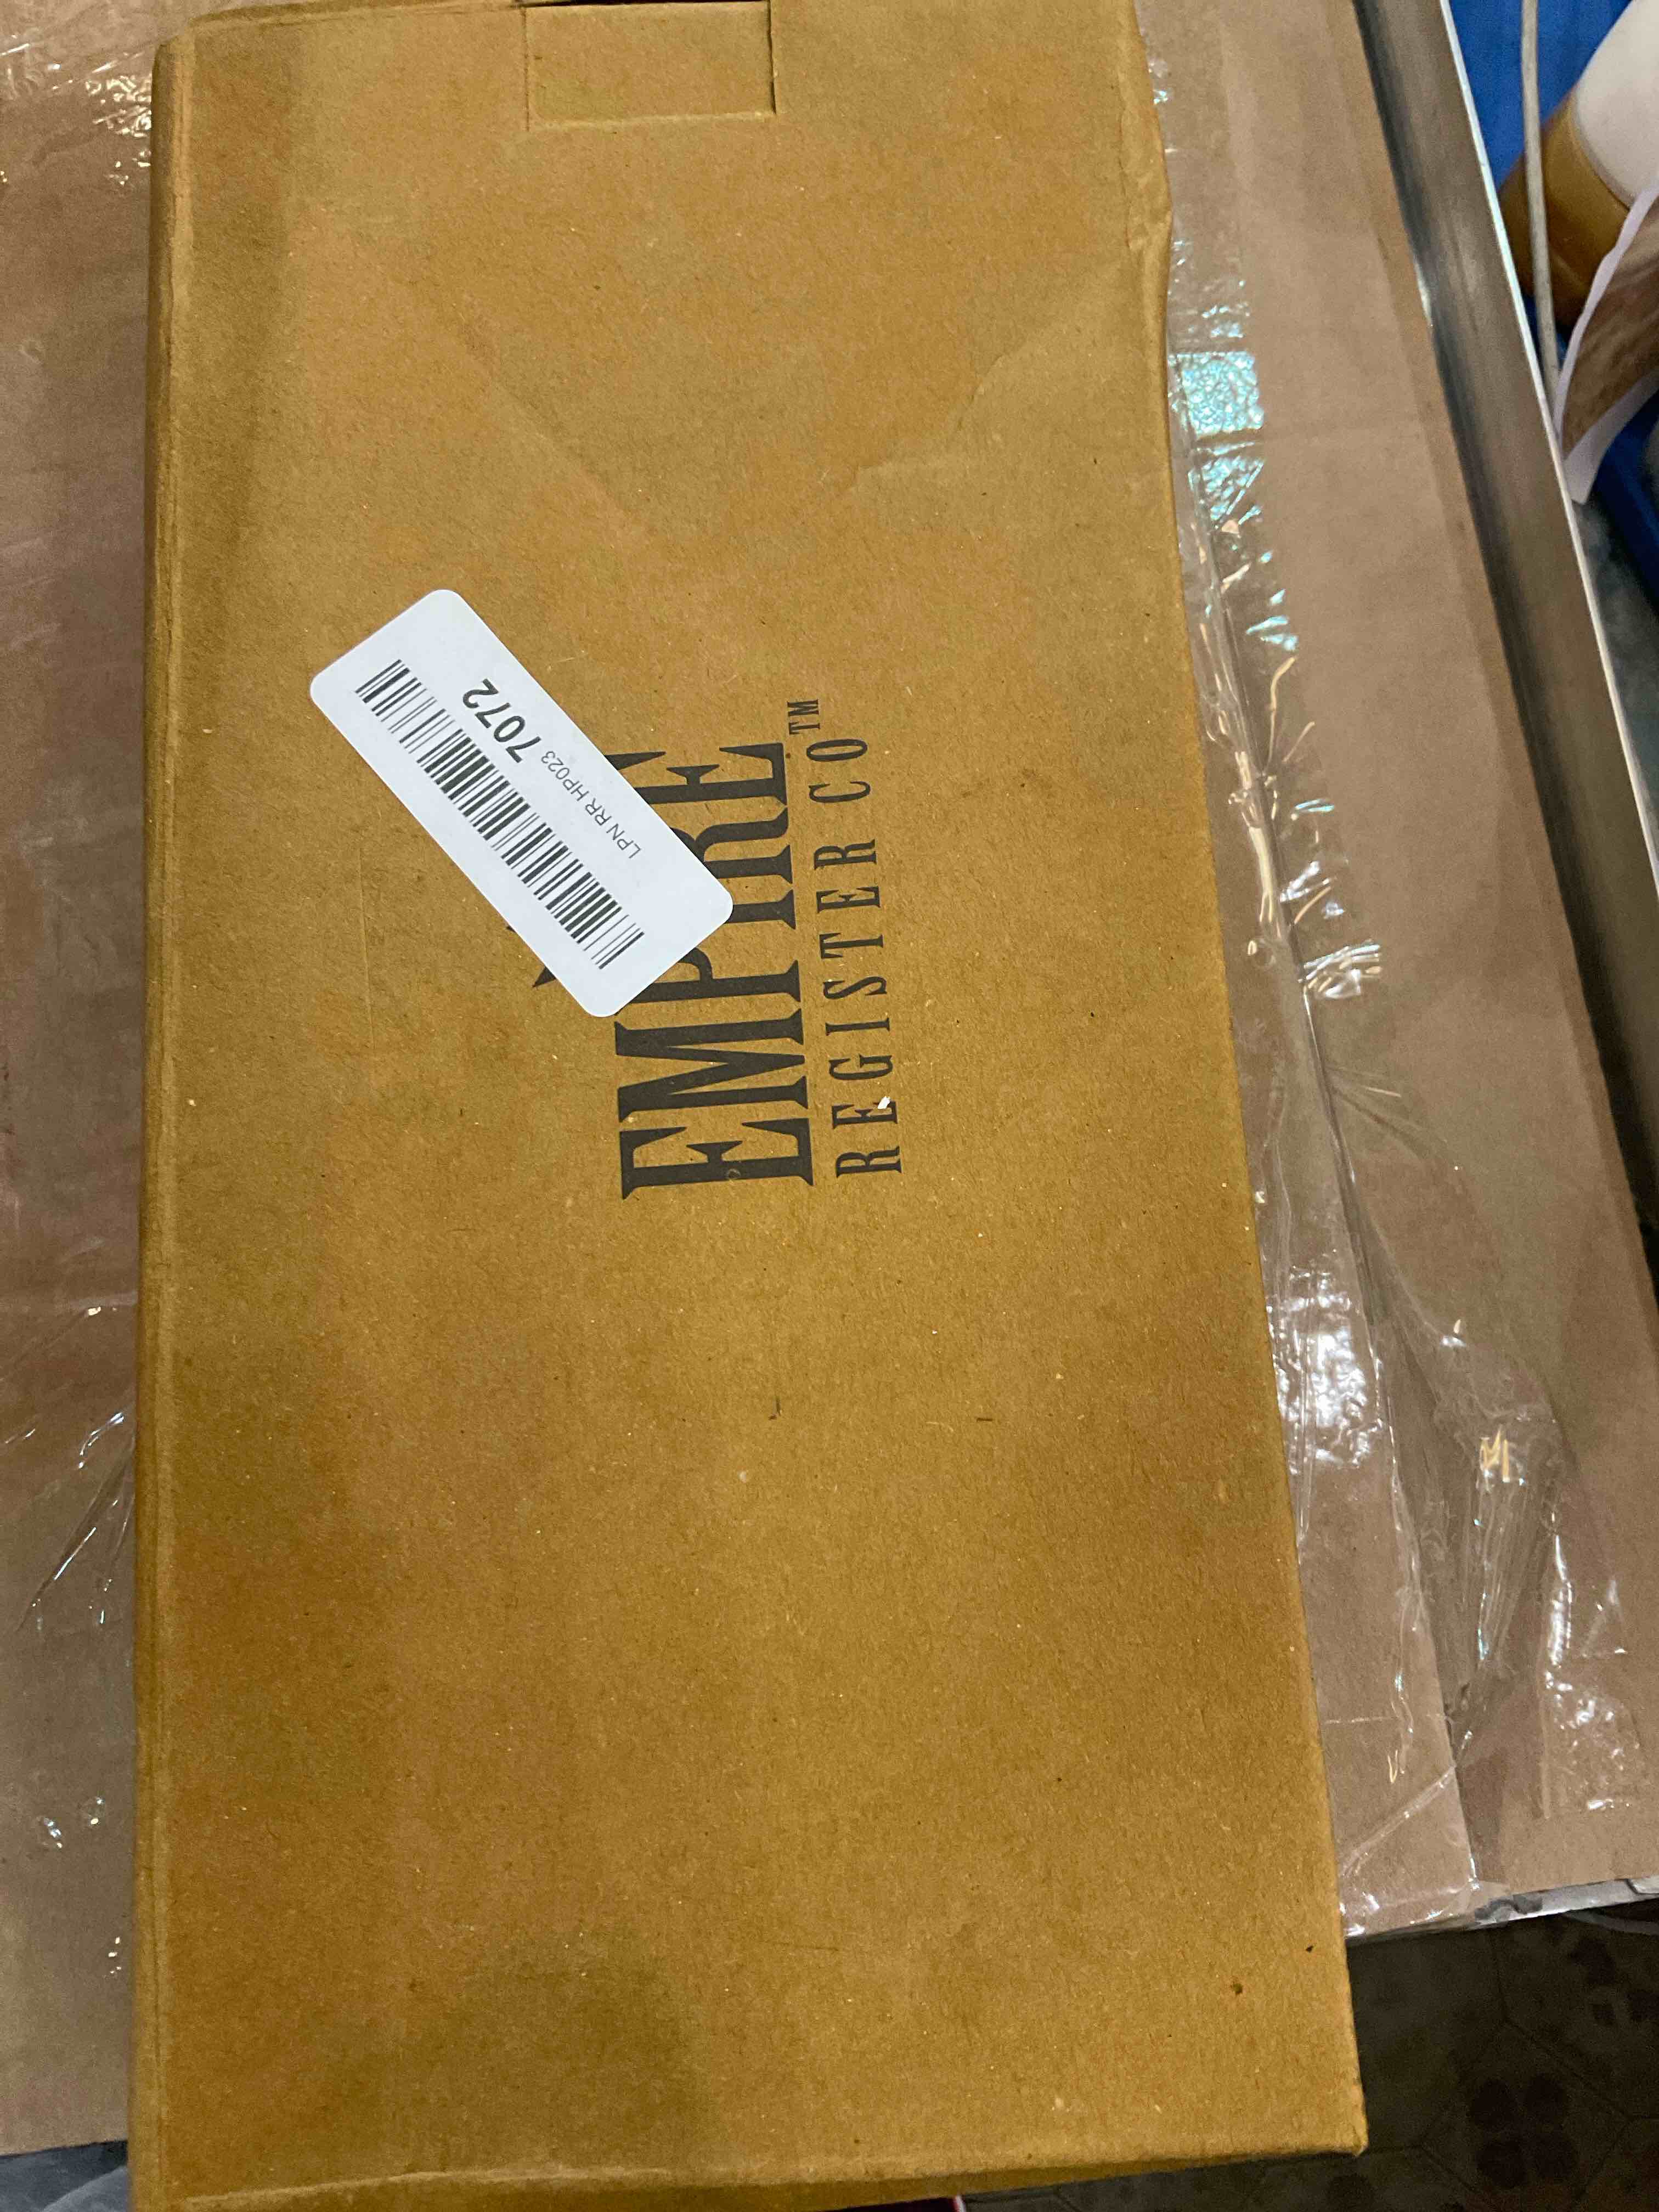 EMPIRE
REGISTER CO™
LPN RR HP023 7072